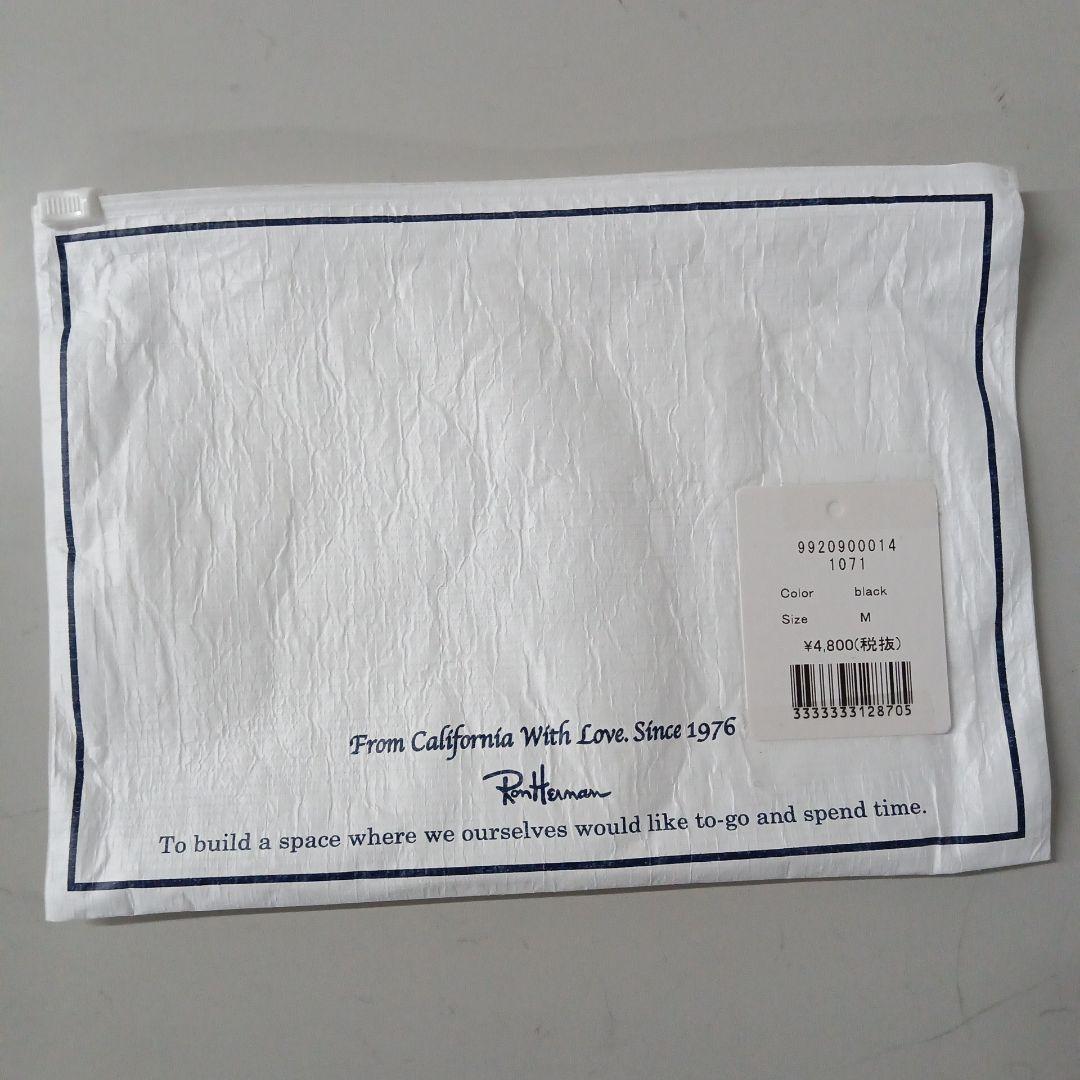 9920900014
1071
Color black
Size M
¥4,800(税抜)
3333333128705
From California With Love. Since 1976
RonHerman
To build a space where we ourselves would like to-go and spend time.